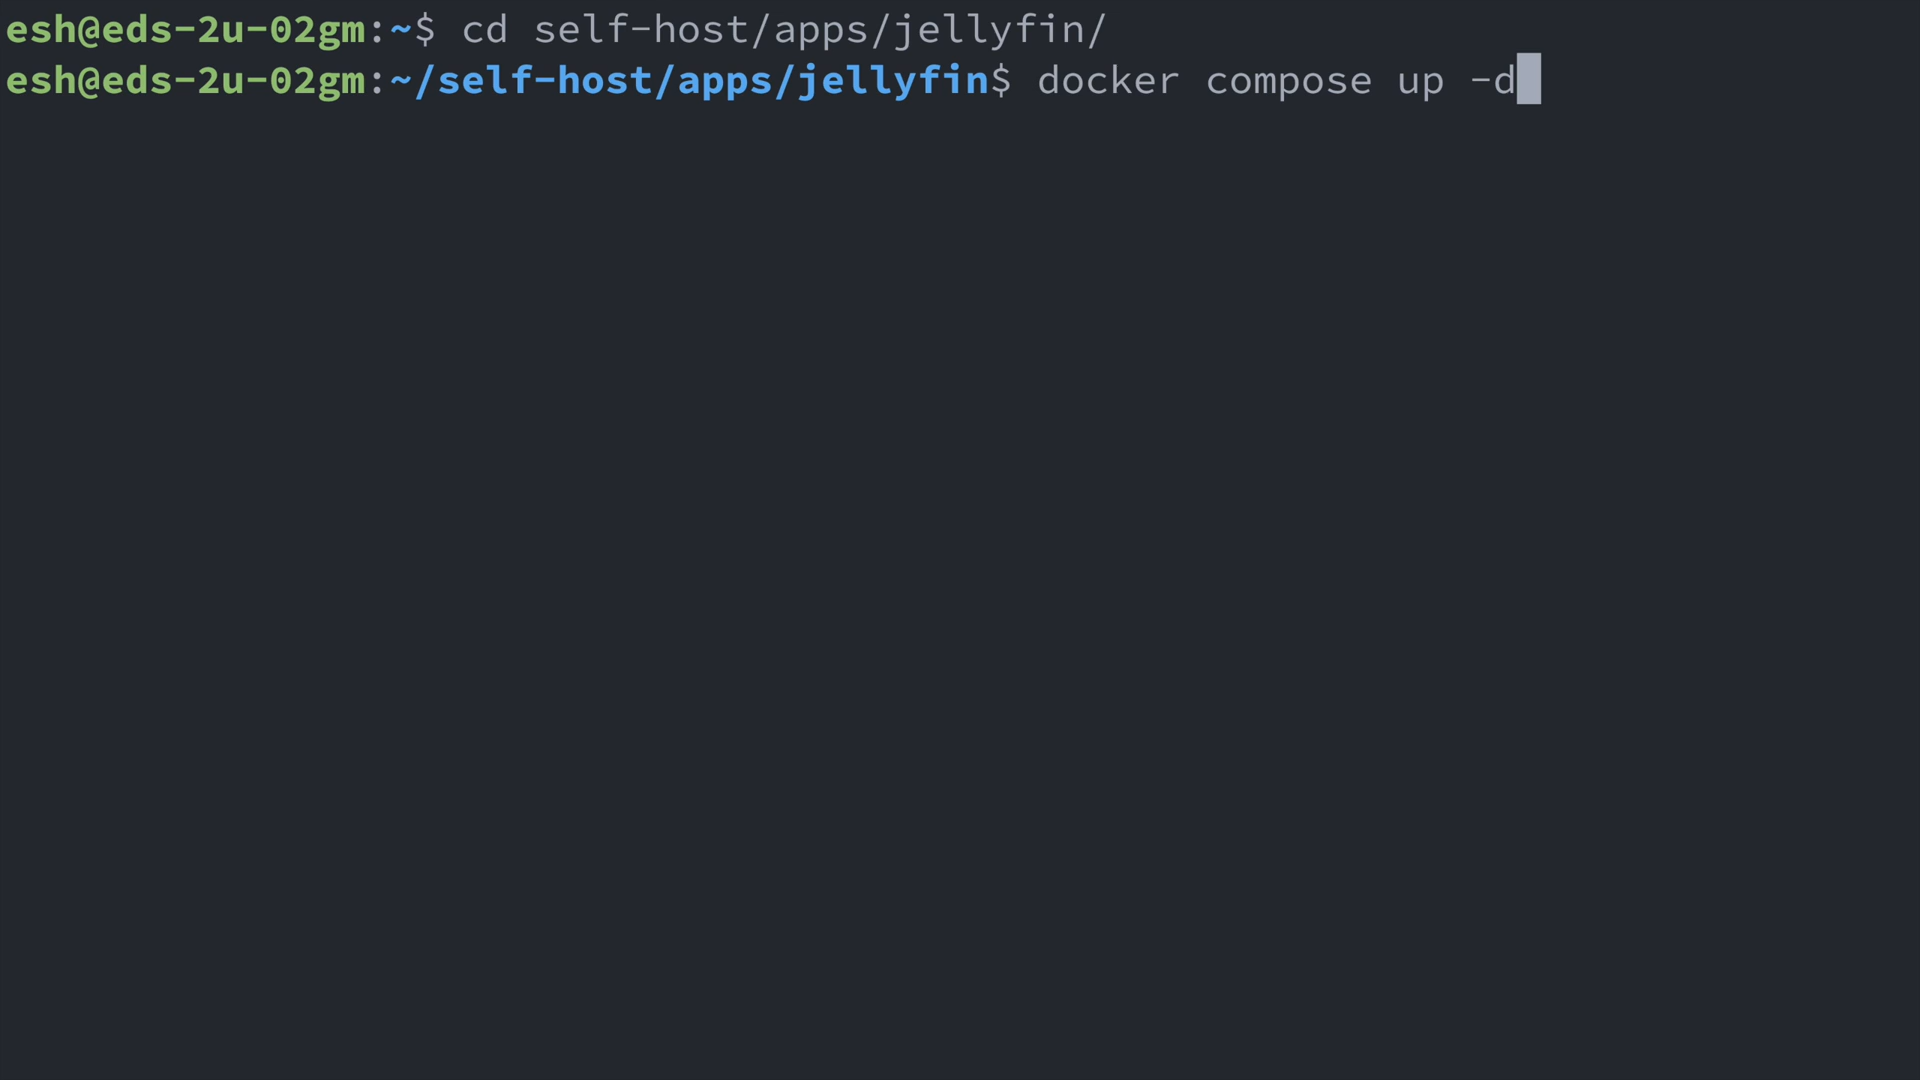 esh@eds-2u-02gm:~$ cd self-host/apps/jellyfin/
esh@eds-2u-02gm:~/self-host/apps/jellyfin$ docker compose up -d